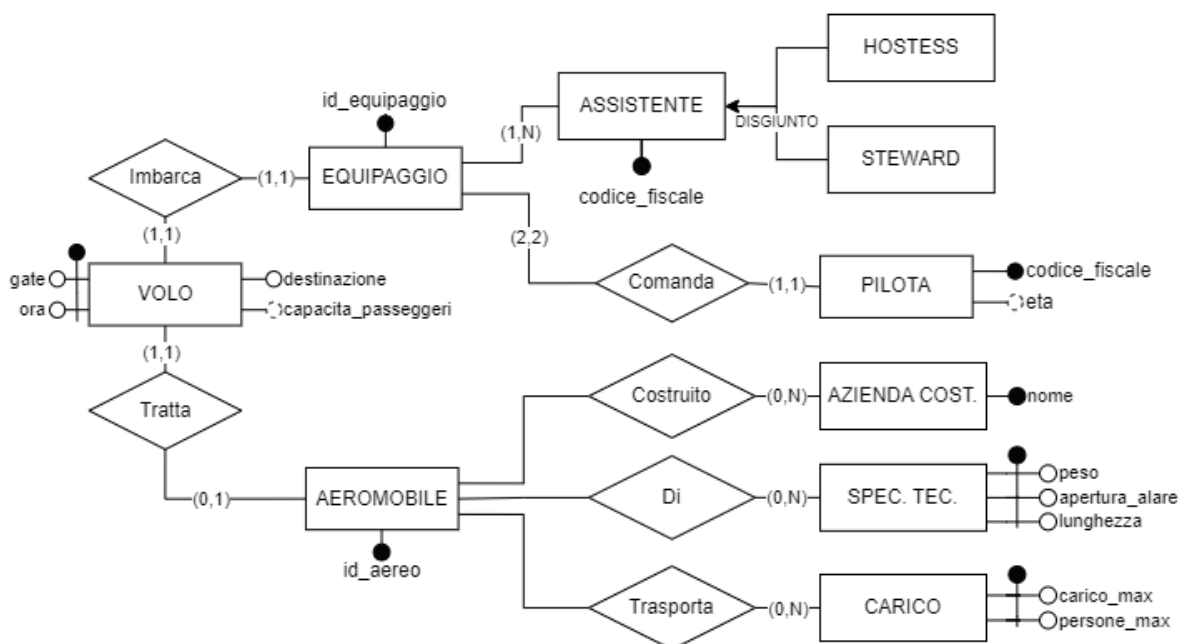 HOSTESS
id_equipaggio
ASSISTENTE
DISGIUNTO
(1,N)
Imbarca
(1,1)
EQUIPAGGIO
STEWARD
codice_fiscale
(1,1)
(2,2)
gate
VOLO
destinazione
Comanda
(1,1)
PILOTA
codice_fiscale
ora
capacita_passeggeri
eta
(1,1)
Tratta
Costruito
(0,N)
AZIENDA COST.
nome
(0,1)
AEROMOBILE
Di
(0,N)
SPEC. TEC.
peso
apertura_alare
lunghezza
id_aereo
Trasporta
(0,N)
CARICO
carico_max
persone_max